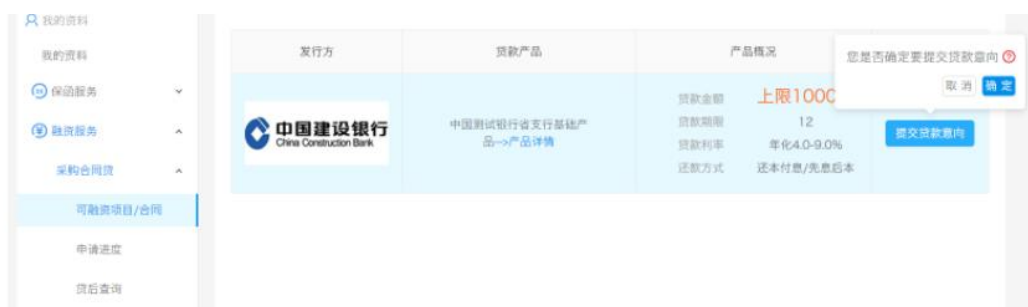 我的资料
我的资料
保函服务
融资服务
采购合同贷
可融资项目/合同
申请进度
贷后查询
发行方
贷款产品
产品概况
您是否确定要提交贷款意向
取消
确定
中国建设银行
China Construction Bank
中国测试银行省支行基础产
品-->产品详情
贷款金额 上限1000
贷款期限 12
贷款利率 年化4.0-9.0%
还款方式 还本付息/先息后本
提交贷款意向